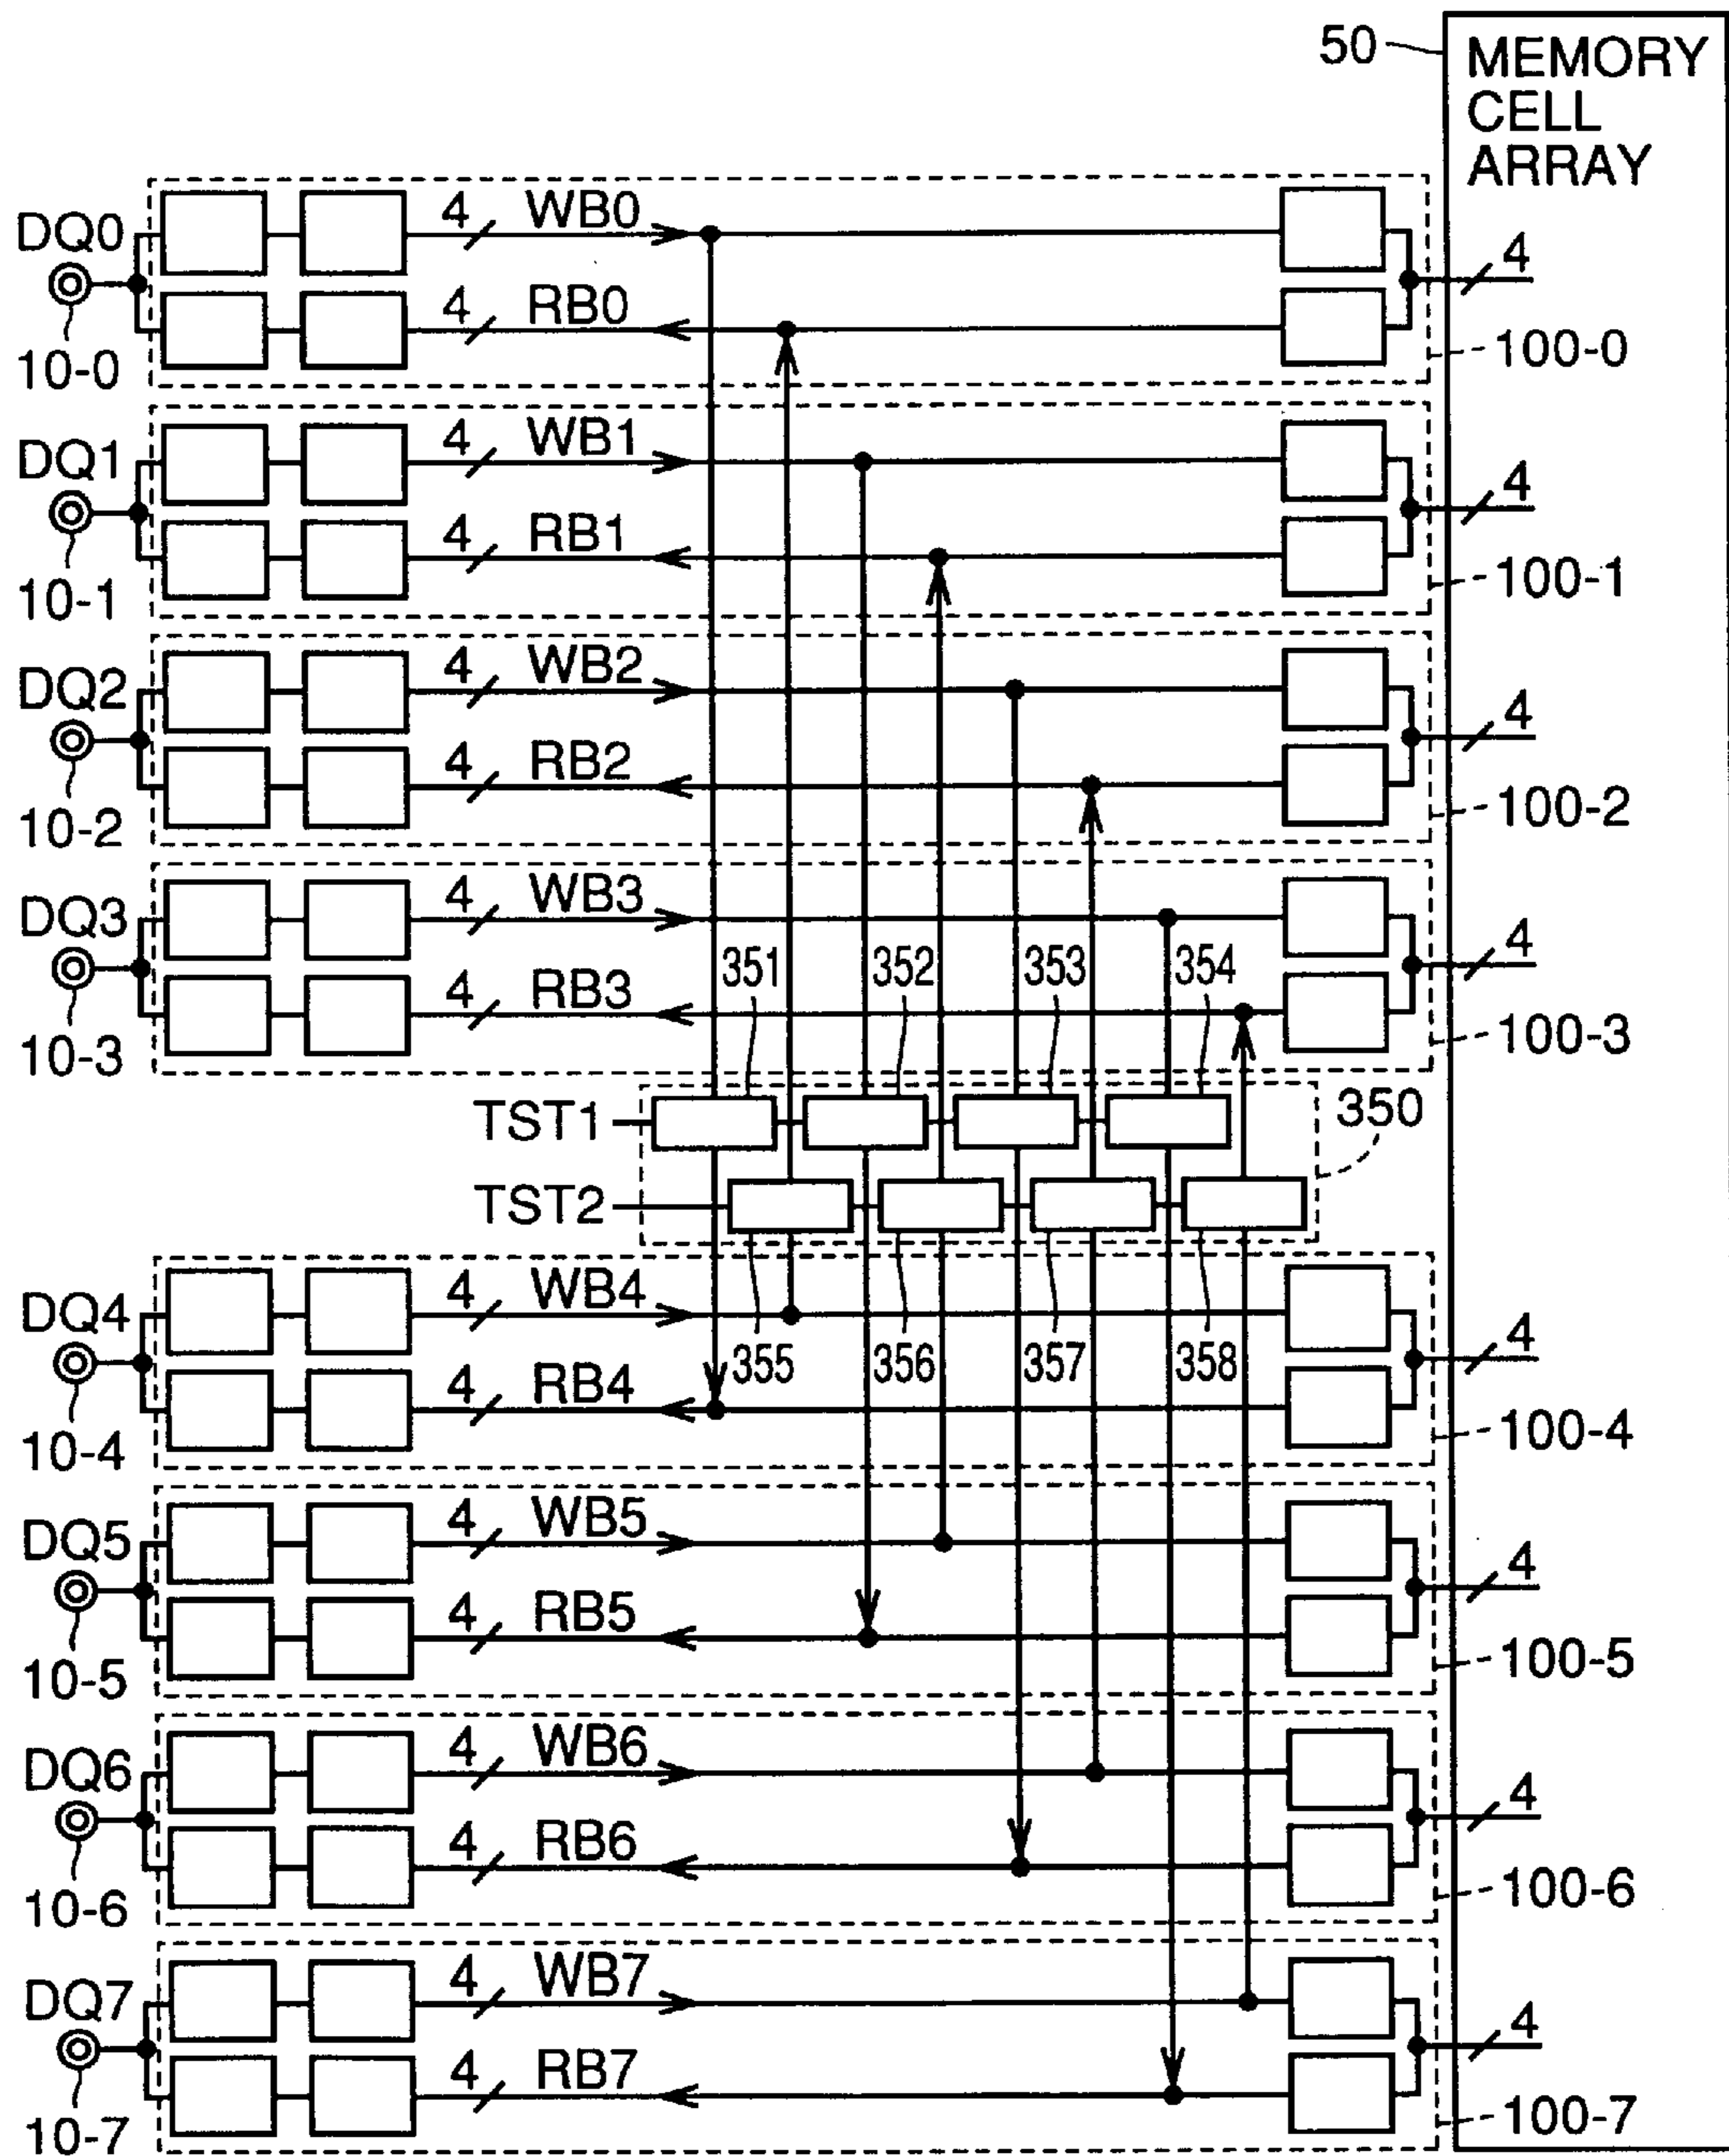 50
MEMORY
CELL
ARRAY
DQ0
4
WB0
4
4
RB0
10-0
100-0
DQ1
4
WB1
4
4
RB1
10-1
100-1
DQ2
4
WB2
4
4
RB2
10-2
100-2
DQ3
4
WB3
4
351
352
353
354
4
RB3
10-3
100-3
TST1
350
TST2
DQ4
4
WB4
4
355
356
357
358
4
RB4
10-4
100-4
DQ5
4
WB5
4
4
RB5
10-5
100-5
DQ6
4
WB6
4
4
RB6
10-6
100-6
DQ7
4
WB7
4
4
RB7
10-7
100-7